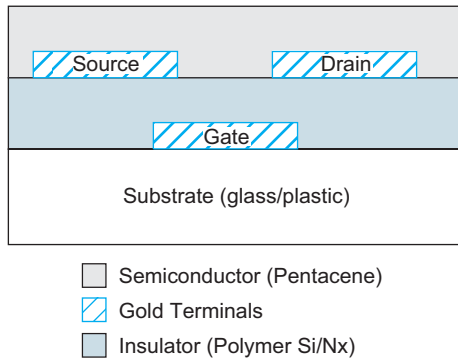 Source
Drain
Gate
Substrate (glass/plastic)
Semiconductor (Pentacene)
Gold Terminals
Insulator (Polymer Si/Nx)